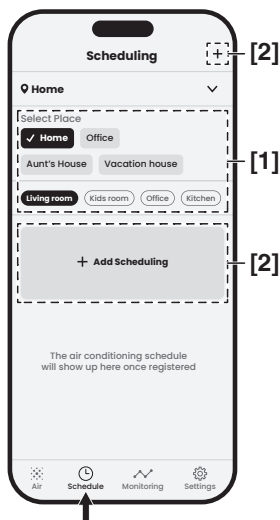 Scheduling
+
[2]
Home
Select Place
Home Office
Aunt's House Vacation house
[1]
Living room Kids room Office Kitchen
+ Add Scheduling
[2]
The air conditioning schedule
will show up here once registered
Air Schedule Monitoring Settings